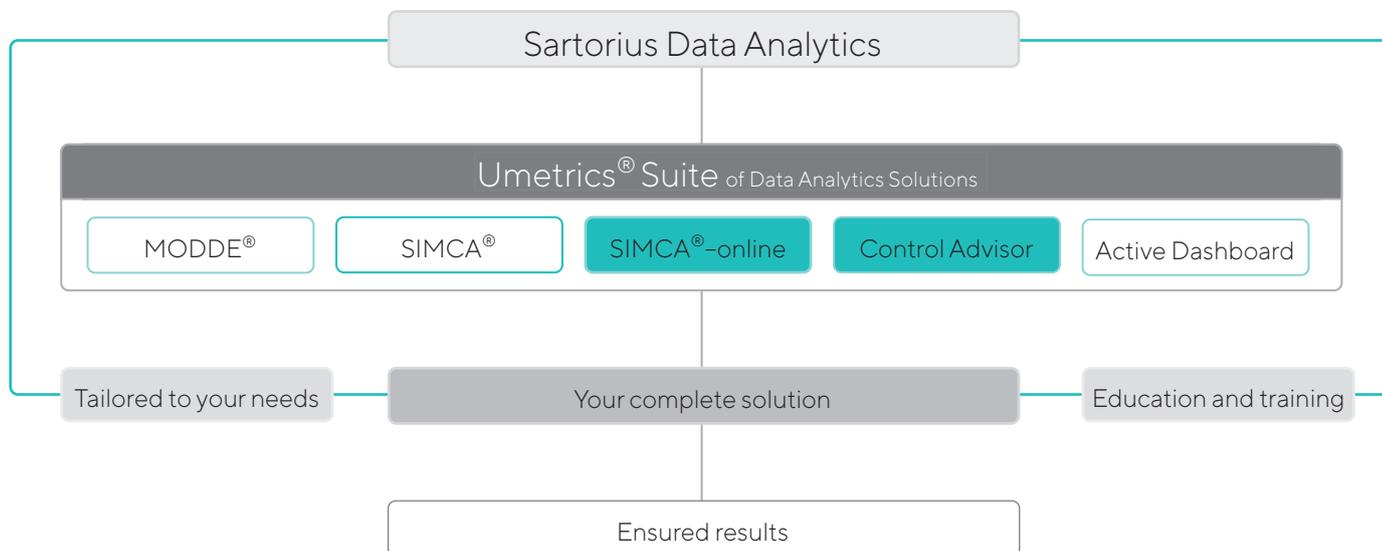 Sartorius Data Analytics
Umetrics® Suite of Data Analytics Solutions
MODDE®
SIMCA®
SIMCA®-online
Control Advisor
Active Dashboard
Tailored to your needs
Your complete solution
Education and training
Ensured results